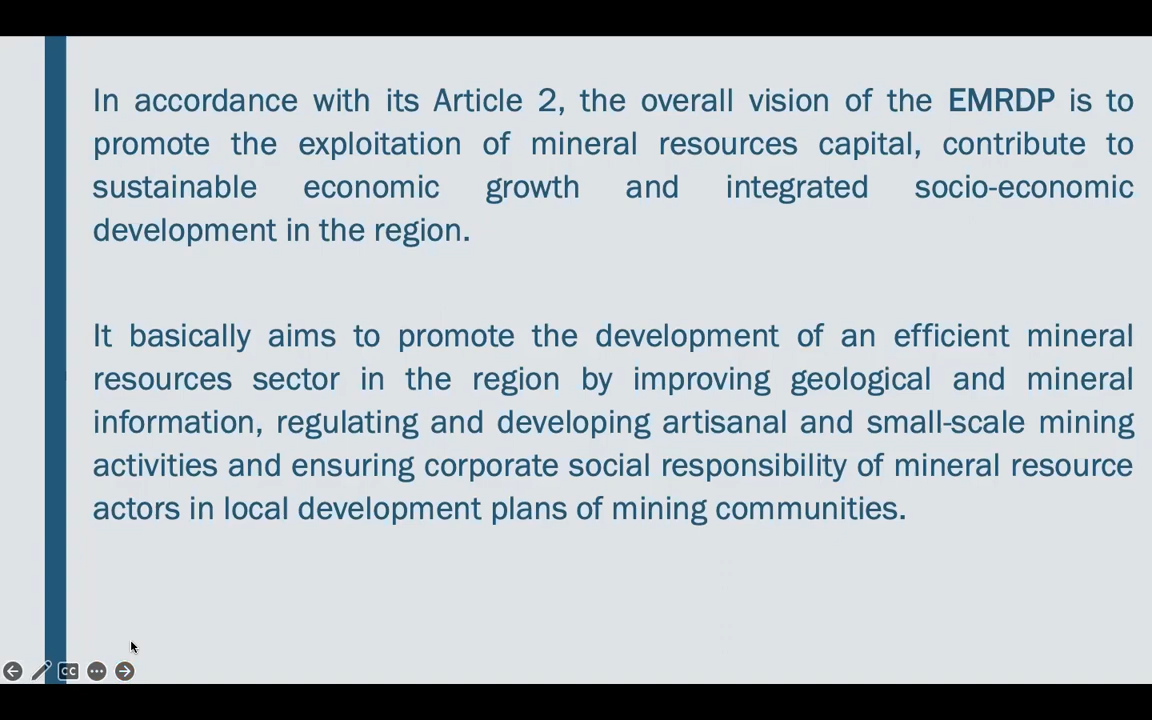 In accordance with its Article 2, the overall vision of the EMRDP is to
promote the exploitation of mineral resources capital, contribute to
sustainable economic growth and integrated socio-economic
development in the region.
It basically aims to promote the development of an efficient mineral
resources sector in the region by improving geological and mineral
information, regulating and developing artisanal and small-scale mining
activities and ensuring corporate social responsibility of mineral resource
actors in local development plans of mining communities.
CC